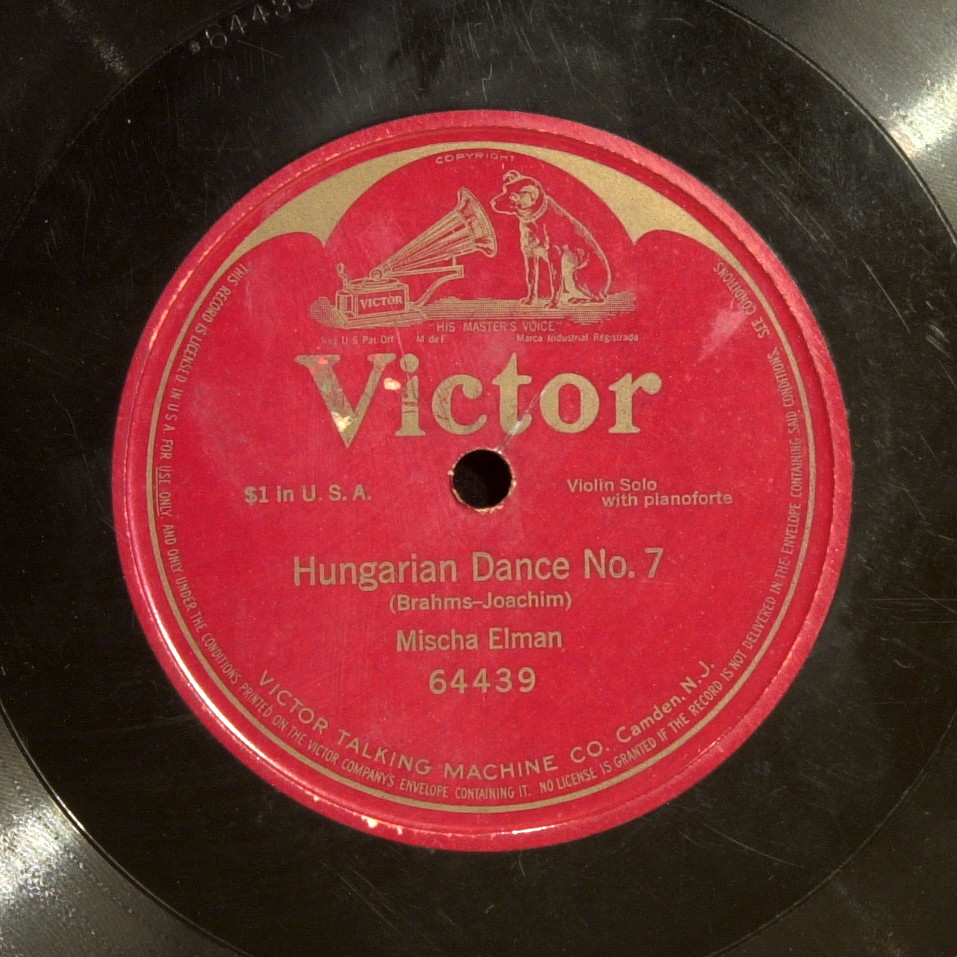 64439
COPYRIGHT
VICTOR
"HIS MASTER'S VOICE"
Reg U S Pat Off M de F Marca Industrial Registrada
Victor
$1 in U. S. A.
Violin Solo
with pianoforte
Hungarian Dance No. 7
(Brahms–Joachim)
Mischa Elman
64439
VICTOR TALKING MACHINE CO. Camden, N. J.
THIS RECORD IS LICENSED IN U S A FOR USE ONLY AND ONLY UNDER THE CONDITIONS PRINTED ON THE VICTOR COMPANY'S ENVELOPE CONTAINING IT. NO LICENSE IS GRANTED IF THE RECORD IS NOT DELIVERED IN THE ENVELOPE CONTAINING SAID CONDITIONS. SEE CONDITIONS